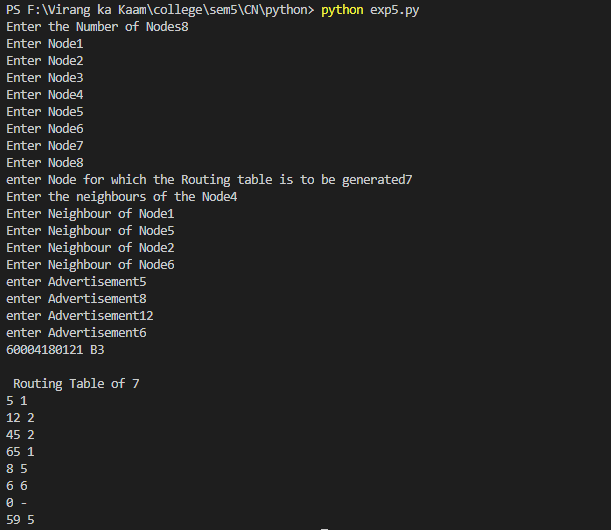 PS F:\Virang ka Kaam\college\sem5\CN\python> python exp5.py
Enter the Number of Nodes8
Enter Node1
Enter Node2
Enter Node3
Enter Node4
Enter Node5
Enter Node6
Enter Node7
Enter Node8
enter Node for which the Routing table is to be generated7
Enter the neighbours of the Node4
Enter Neighbour of Node1
Enter Neighbour of Node5
Enter Neighbour of Node2
Enter Neighbour of Node6
enter Advertisement5
enter Advertisement8
enter Advertisement12
enter Advertisement6
60004180121 B3
Routing Table of 7
5 1
12 2
45 2
65 1
8 5
6 6
0 -
59 5